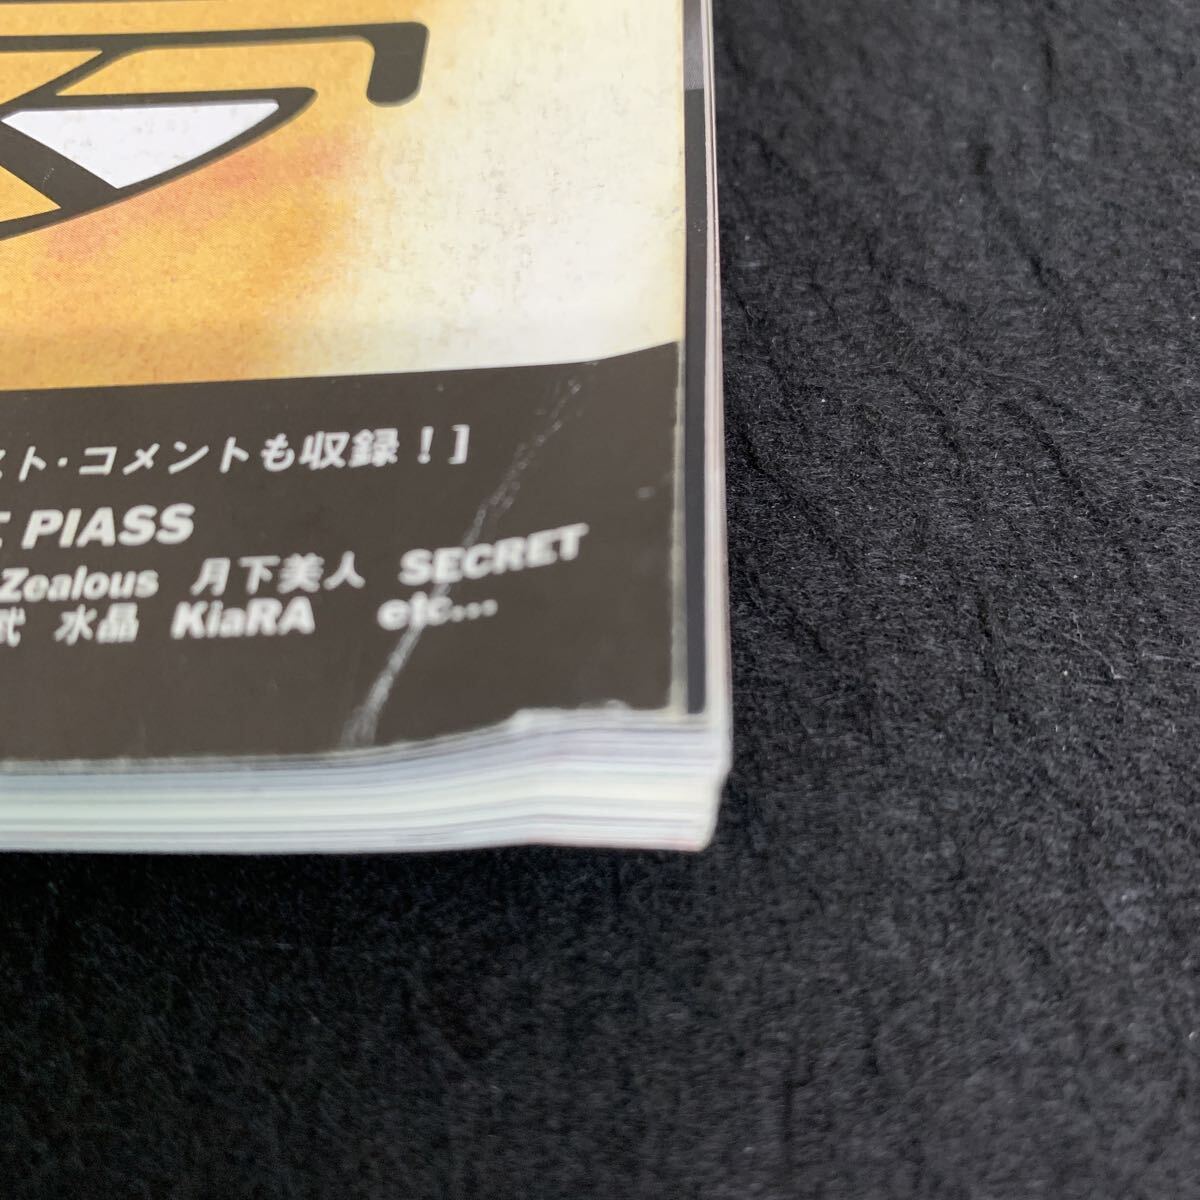 スト・コメントも収録！]
PIASS
Zealous 月下美人 SECRET
武 水晶 KiaRA etc...